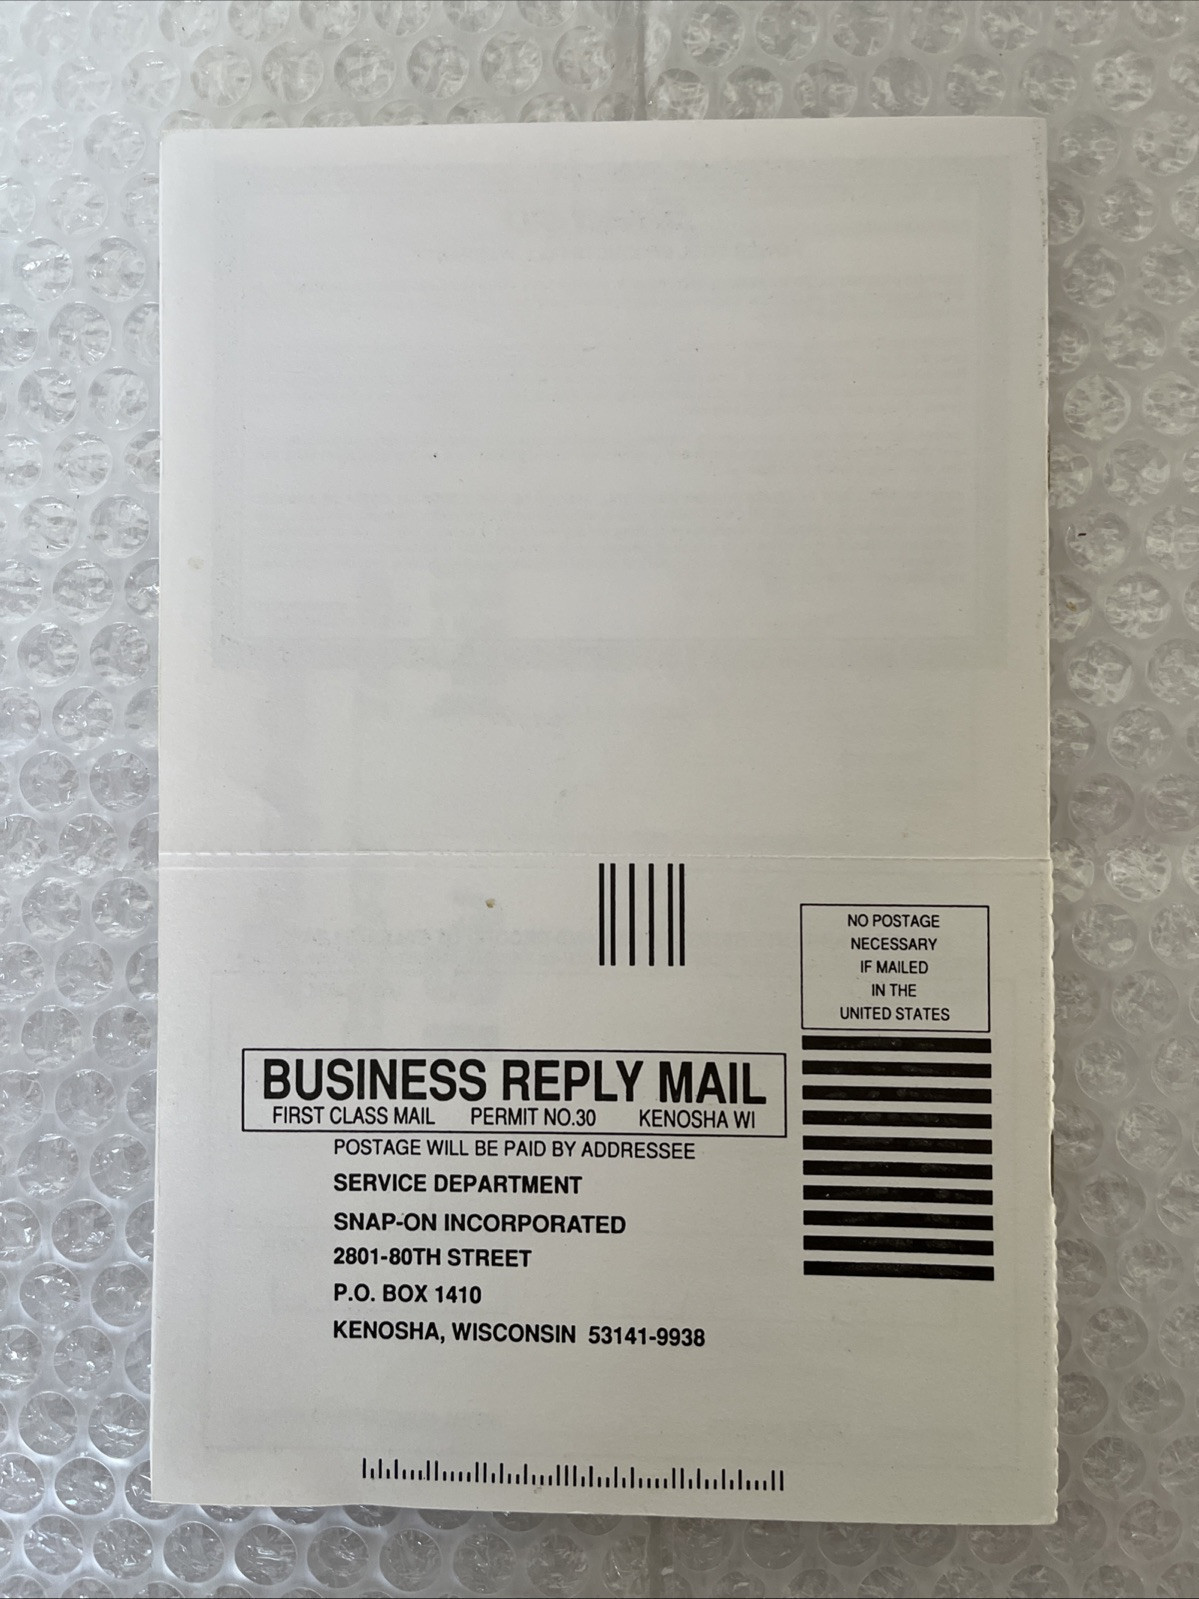 NO POSTAGE
NECESSARY
IF MAILED
IN THE
UNITED STATES
BUSINESS REPLY MAIL
FIRST CLASS MAIL PERMIT NO.30 KENOSHA WI
POSTAGE WILL BE PAID BY ADDRESSEE
SERVICE DEPARTMENT
SNAP-ON INCORPORATED
2801-80TH STREET
P.O. BOX 1410
KENOSHA, WISCONSIN 53141-9938